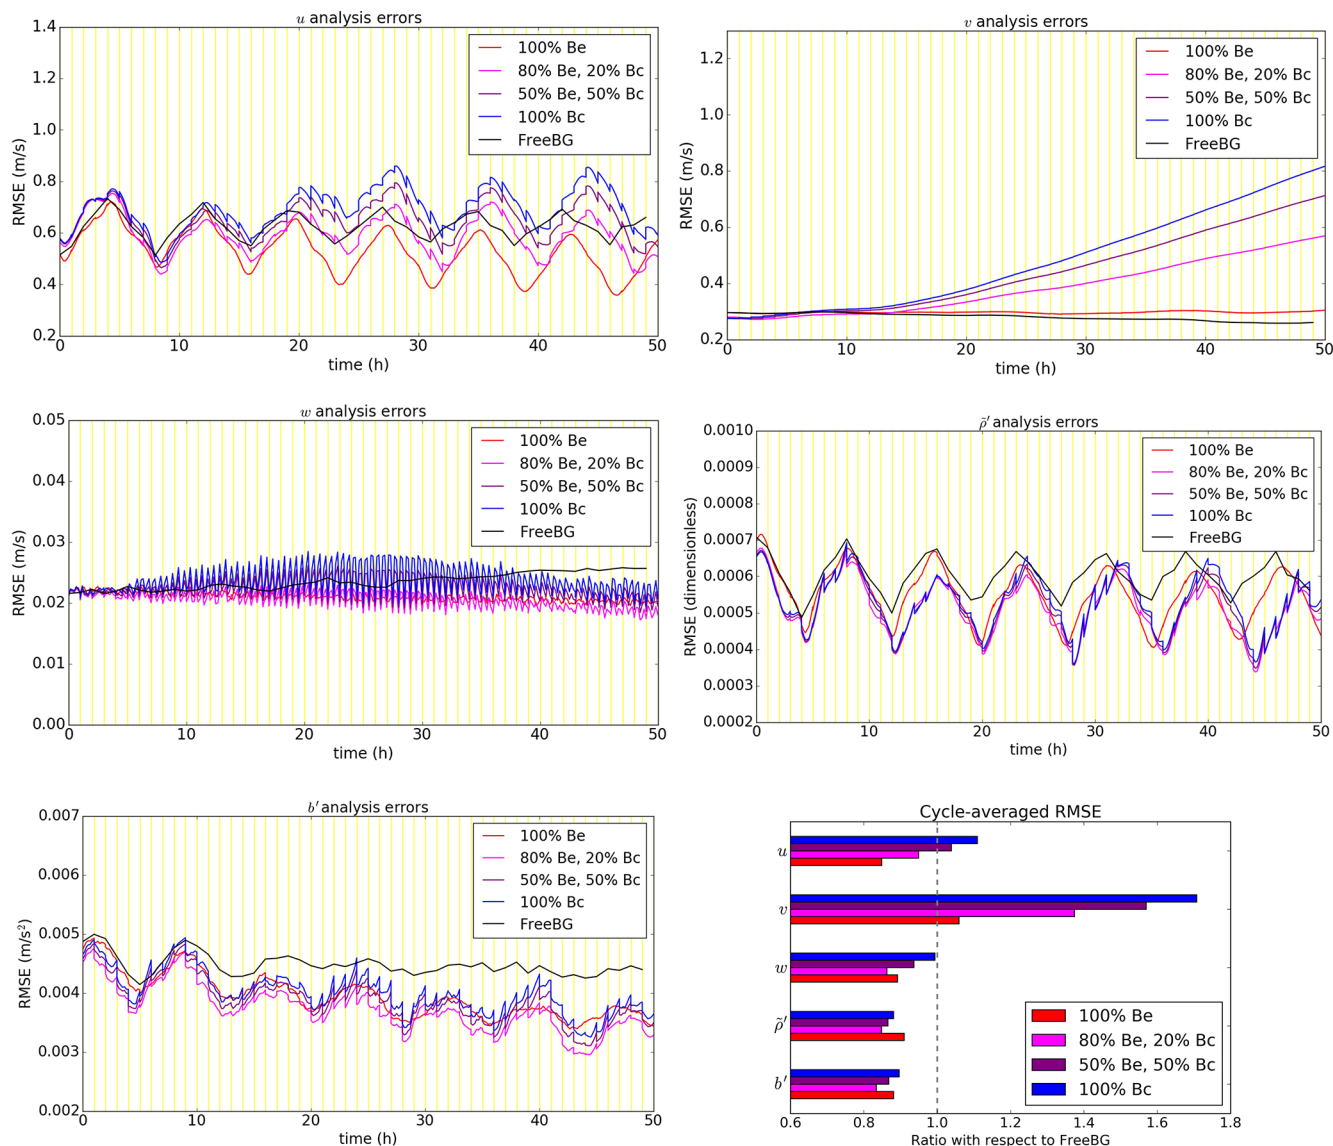 u analysis errors
1.4
1.2
1.0
0.8
0.6
0.4
0.2
RMSE (m/s)
100% Be
80% Be, 20% Bc
50% Be, 50% Bc
100% Bc
FreeBG
0
10
20
30
40
50
time (h)
v analysis errors
1.2
1.0
0.8
0.6
0.4
0.2
RMSE (m/s)
100% Be
80% Be, 20% Bc
50% Be, 50% Bc
100% Bc
FreeBG
0
10
20
30
40
50
time (h)
w analysis errors
0.05
0.04
0.03
0.02
0.01
0.00
RMSE (m/s)
100% Be
80% Be, 20% Bc
50% Be, 50% Bc
100% Bc
FreeBG
0
10
20
30
40
50
time (h)
ρ̃′ analysis errors
0.0010
0.0009
0.0008
0.0007
0.0006
0.0005
0.0004
0.0003
0.0002
RMSE (dimensionless)
100% Be
80% Be, 20% Bc
50% Be, 50% Bc
100% Bc
FreeBG
0
10
20
30
40
50
time (h)
b′ analysis errors
0.007
0.006
0.005
0.004
0.003
0.002
RMSE (m/s²)
100% Be
80% Be, 20% Bc
50% Be, 50% Bc
100% Bc
FreeBG
0
10
20
30
40
50
time (h)
Cycle-averaged RMSE
u
v
w
ρ̃′
b′
100% Be
80% Be, 20% Bc
50% Be, 50% Bc
100% Bc
0.6
0.8
1.0
1.2
1.4
1.6
1.8
Ratio with respect to FreeBG